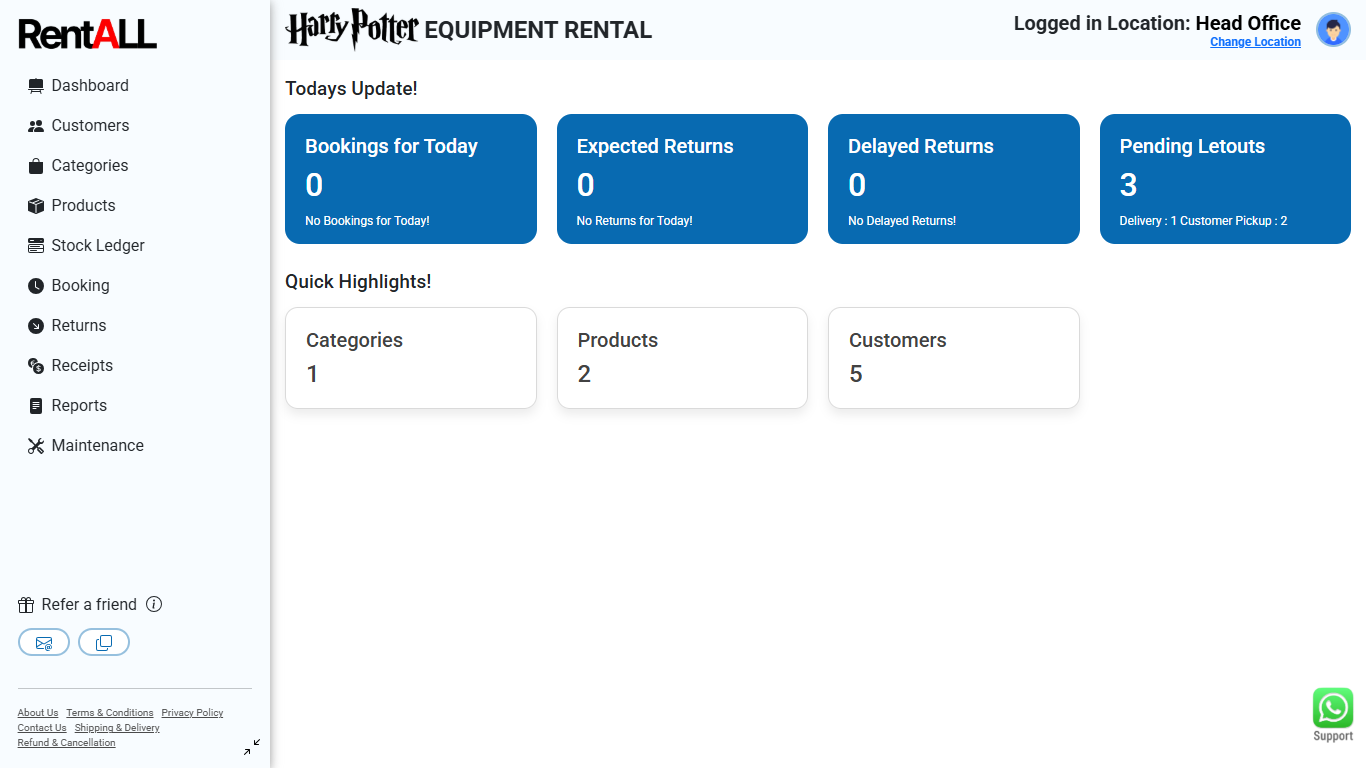 RentALL
Dashboard
Customers
Categories
Products
Stock Ledger
Booking
Returns
Receipts
Reports
Maintenance
Refer a friend
About Us Terms & Conditions Privacy Policy
Contact Us Shipping & Delivery
Refund & Cancellation
Harry Potter EQUIPMENT RENTAL
Logged in Location: Head Office
Change Location
Todays Update!
Bookings for Today
0
No Bookings for Today!
Expected Returns
0
No Returns for Today!
Delayed Returns
0
No Delayed Returns!
Pending Letouts
3
Delivery : 1 Customer Pickup : 2
Quick Highlights!
Categories
1
Products
2
Customers
5
Support